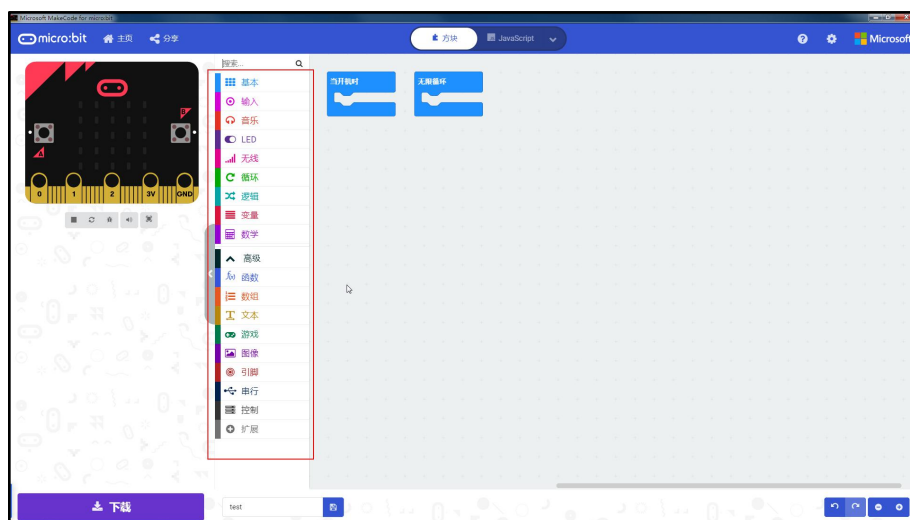 Microsoft MakeCode for micro:bit
micro:bit
主页
分享
方块
JavaScript
Microsoft
搜索...
基本
输入
音乐
LED
无线
循环
逻辑
变量
数学
高级
f(x) 函数
数组
文本
游戏
图像
引脚
串行
控制
扩展
当开机时
无限循环
B
A
0
1
2
3V
GND
下载
test